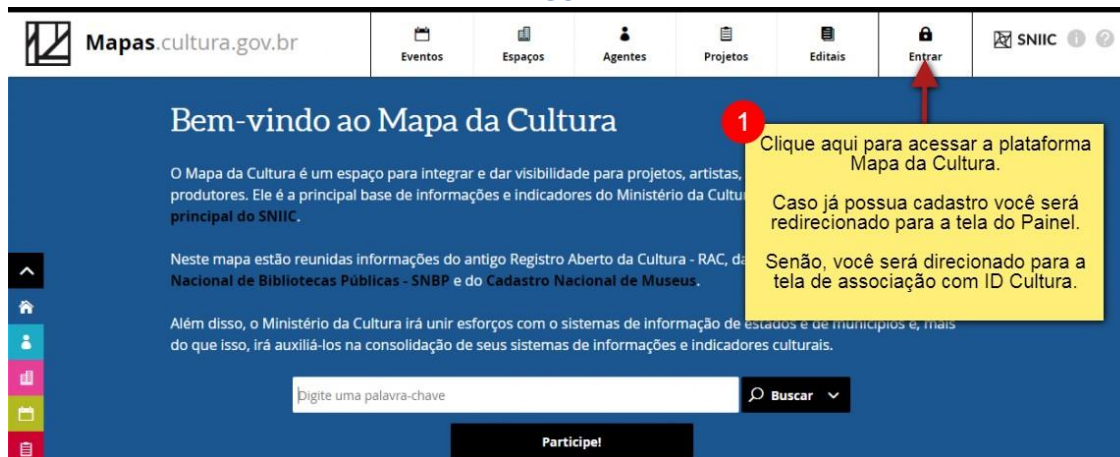 Mapas.cultura.gov.br
Eventos
Espaços
Agentes
Projetos
Editais
Entrar
SNIIC
Bem-vindo ao Mapa da Cultura
O Mapa da Cultura é um espaço para integrar e dar visibilidade para projetos, artistas,
produtores. Ele é a principal base de informações e indicadores do Ministério da Cultu
principal do SNIIC.
Neste mapa estão reunidas informações do antigo Registro Aberto da Cultura - RAC, da
Nacional de Bibliotecas Públicas - SNBP e do Cadastro Nacional de Museus.
Além disso, o Ministério da Cultura irá unir esforços com o sistemas de informação de estados e de municípios e, mais
do que isso, irá auxiliá-los na consolidação de seus sistemas de informações e indicadores culturais.
1
Clique aqui para acessar a plataforma
Mapa da Cultura.
Caso já possua cadastro você será
redirecionado para a tela do Painel.
Senão, você será direcionado para a
tela de associação com ID Cultura.
Digite uma palavra-chave
Buscar
Participe!